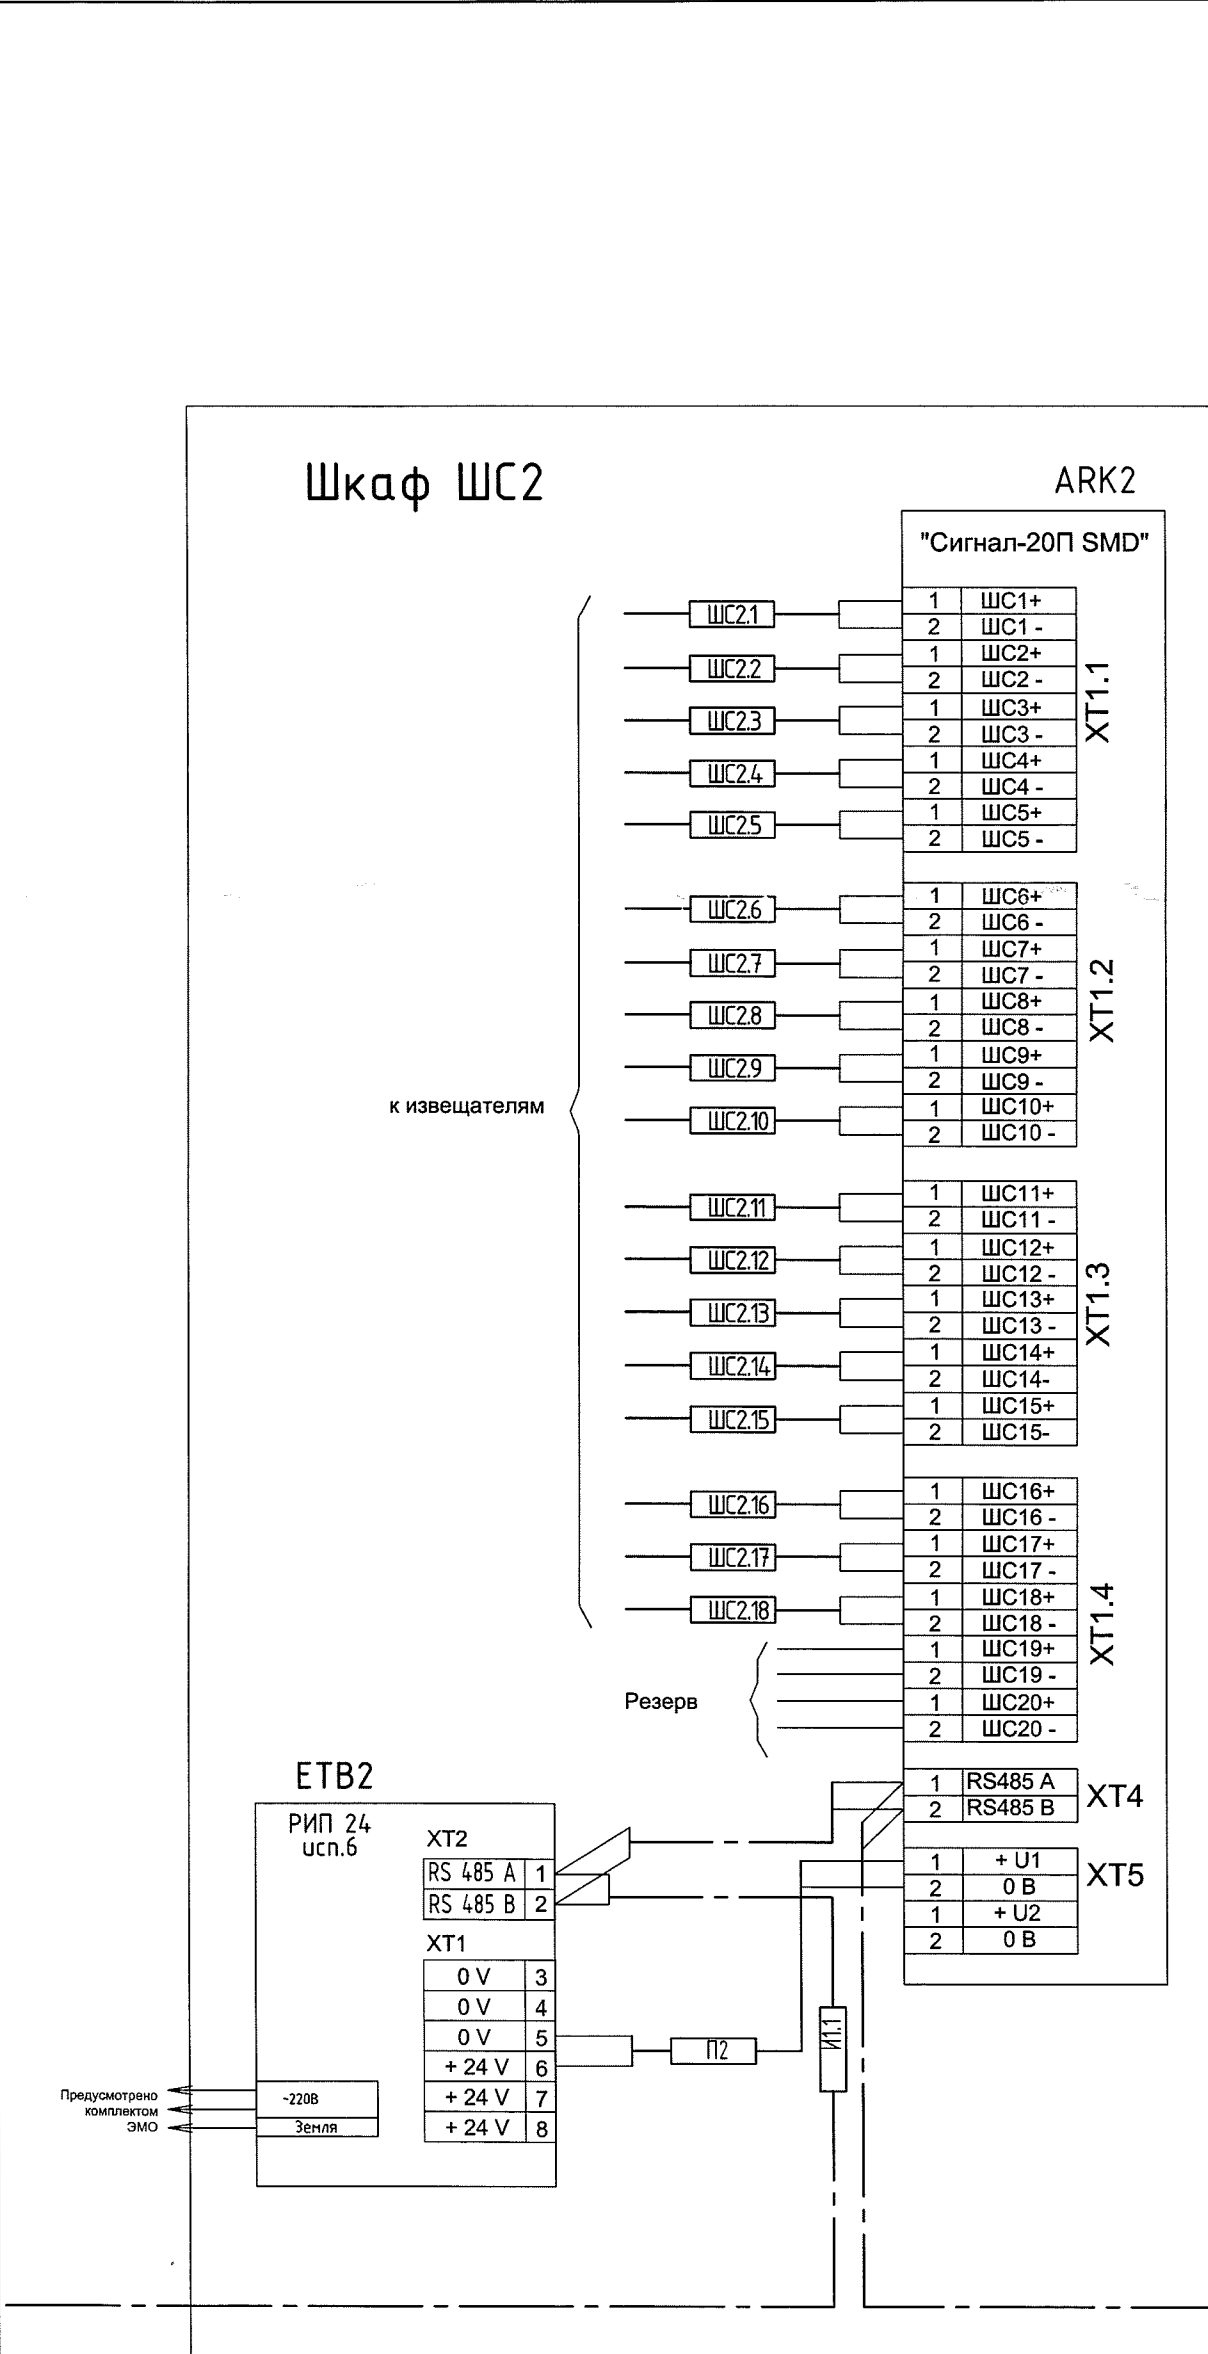 Шкаф ШС2
ARK2
"Сигнал-20П SMD"
ШС2.1
1 ШС1+
2 ШС1 -
ШС2.2
1 ШС2+
2 ШС2 -
ШС2.3
1 ШС3+
2 ШС3 -
ШС2.4
1 ШС4+
2 ШС4 -
ШС2.5
1 ШС5+
2 ШС5 -
XT1.1
ШС2.6
1 ШС6+
2 ШС6 -
ШС2.7
1 ШС7+
2 ШС7 -
ШС2.8
1 ШС8+
2 ШС8 -
ШС2.9
1 ШС9+
2 ШС9 -
ШС2.10
1 ШС10+
2 ШС10 -
XT1.2
к извещателям
ШС2.11
1 ШС11+
2 ШС11 -
ШС2.12
1 ШС12+
2 ШС12 -
ШС2.13
1 ШС13+
2 ШС13 -
ШС2.14
1 ШС14+
2 ШС14-
ШС2.15
1 ШС15+
2 ШС15-
XT1.3
ШС2.16
1 ШС16+
2 ШС16 -
ШС2.17
1 ШС17+
2 ШС17 -
ШС2.18
1 ШС18+
2 ШС18 -
1 ШС19+
2 ШС19 -
1 ШС20+
2 ШС20 -
XT1.4
Резерв
1 RS485 A
2 RS485 B
XT4
1 + U1
2 0 В
1 + U2
2 0 В
XT5
ETB2
РИП 24
исп.6
XT2
RS 485 A 1
RS 485 B 2
XT1
0 V 3
0 V 4
0 V 5
+ 24 V 6
+ 24 V 7
+ 24 V 8
П2
И1.1
~220В
Земля
Предусмотрено
комплектом
ЭМО